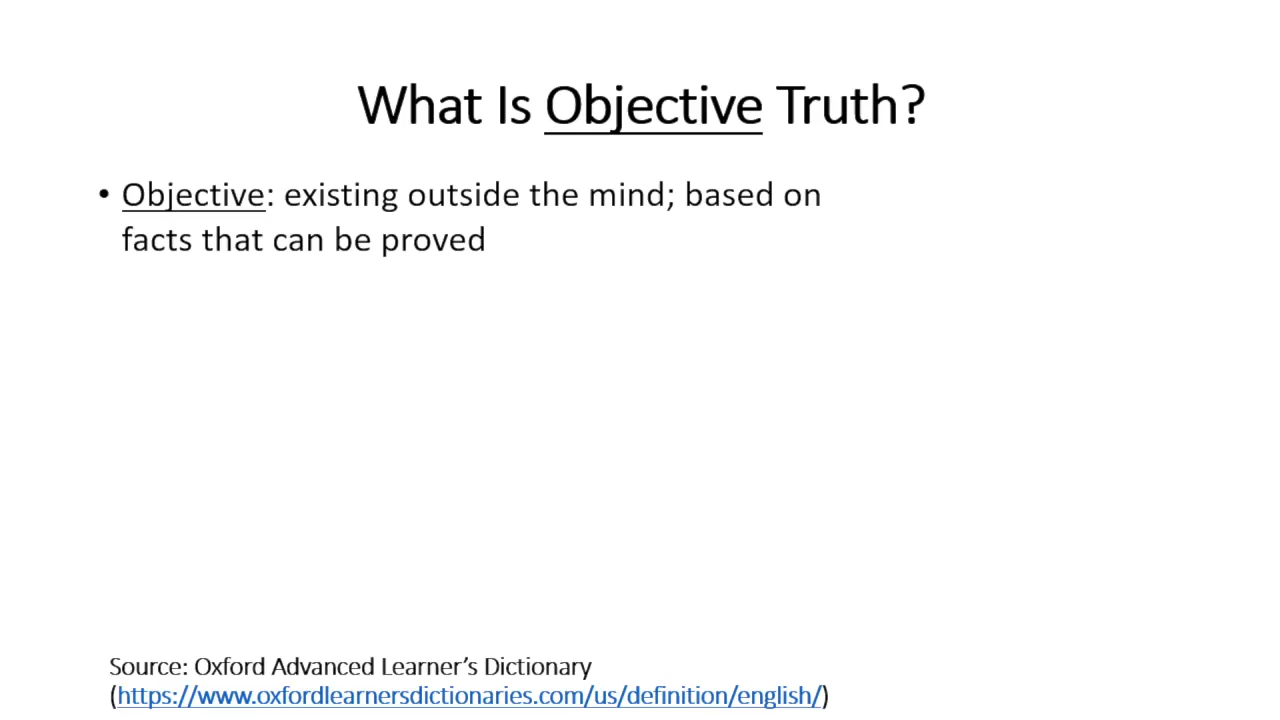 What Is Objective Truth?
• Objective: existing outside the mind; based on
facts that can be proved
Source: Oxford Advanced Learner’s Dictionary
(https://www.oxfordlearnersdictionaries.com/us/definition/english/)